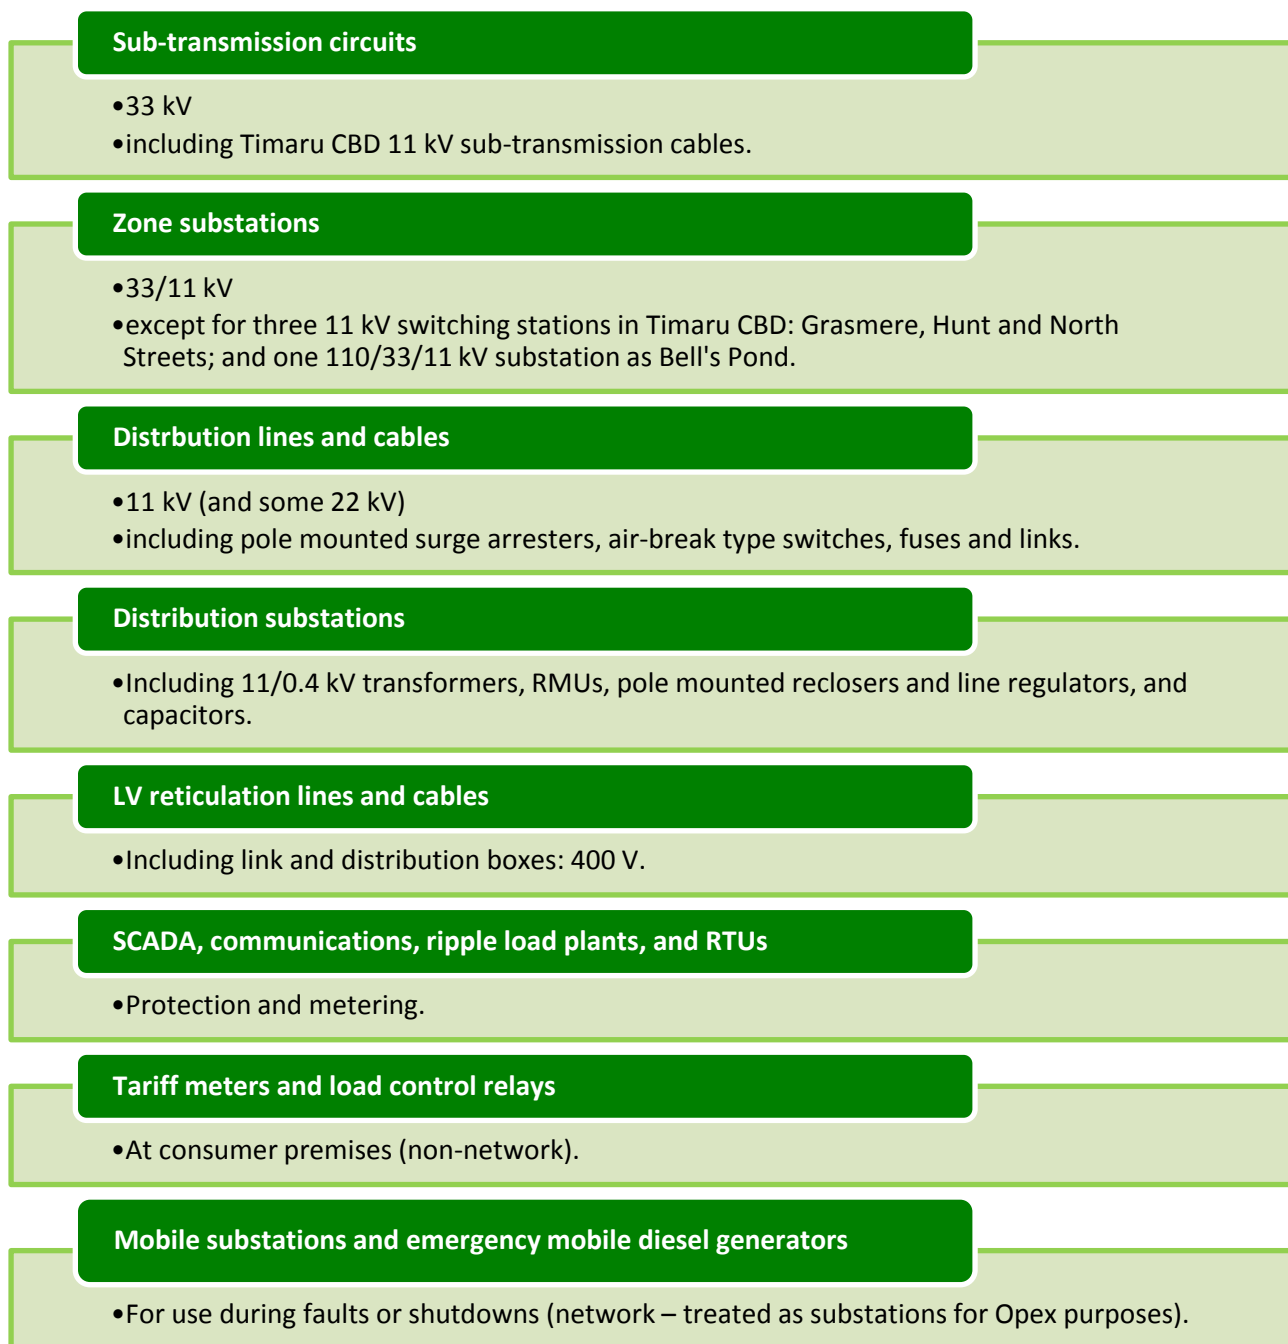 Sub-transmission circuits
•33 kV
•including Timaru CBD 11 kV sub-transmission cables.
Zone substations
•33/11 kV
•except for three 11 kV switching stations in Timaru CBD: Grasmere, Hunt and North
Streets; and one 110/33/11 kV substation as Bell's Pond.
Distrbution lines and cables
•11 kV (and some 22 kV)
•including pole mounted surge arresters, air-break type switches, fuses and links.
Distribution substations
•Including 11/0.4 kV transformers, RMUs, pole mounted reclosers and line regulators, and
capacitors.
LV reticulation lines and cables
•Including link and distribution boxes: 400 V.
SCADA, communications, ripple load plants, and RTUs
•Protection and metering.
Tariff meters and load control relays
•At consumer premises (non-network).
Mobile substations and emergency mobile diesel generators
•For use during faults or shutdowns (network – treated as substations for Opex purposes).